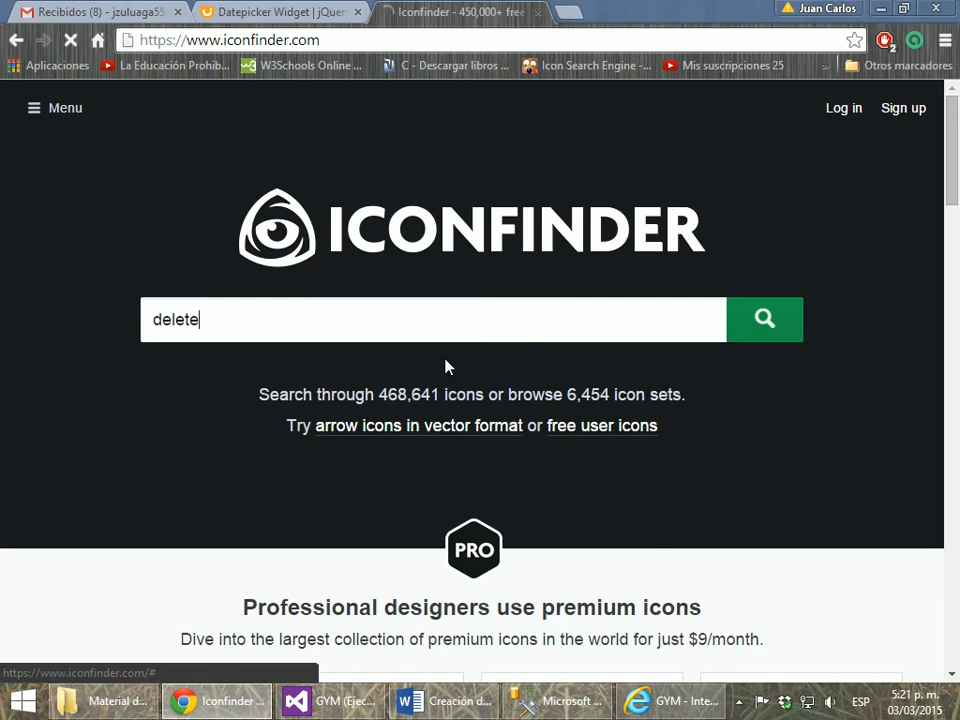 Recibidos (8) - jzuluaga55
Datepicker Widget | jQuer
Iconfinder - 450,000+ free
Juan Carlos
https://www.iconfinder.com
2
Aplicaciones
La Educación Prohib...
W3Schools Online ...
C - Descargar libros ...
Icon Search Engine -...
Mis suscripciones 25
»
Otros marcadores
Menu
Log in
Sign up
ICONFINDER
delete
Search through 468,641 icons or browse 6,454 icon sets.
Try arrow icons in vector format or free user icons
PRO
Professional designers use premium icons
Dive into the largest collection of premium icons in the world for just $9/month.
https://www.iconfinder.com/#
Material d...
Iconfinder ...
GYM (Ejec...
Creación d...
Microsoft ...
GYM - Inte...
ESP
5:21 p. m.
03/03/2015